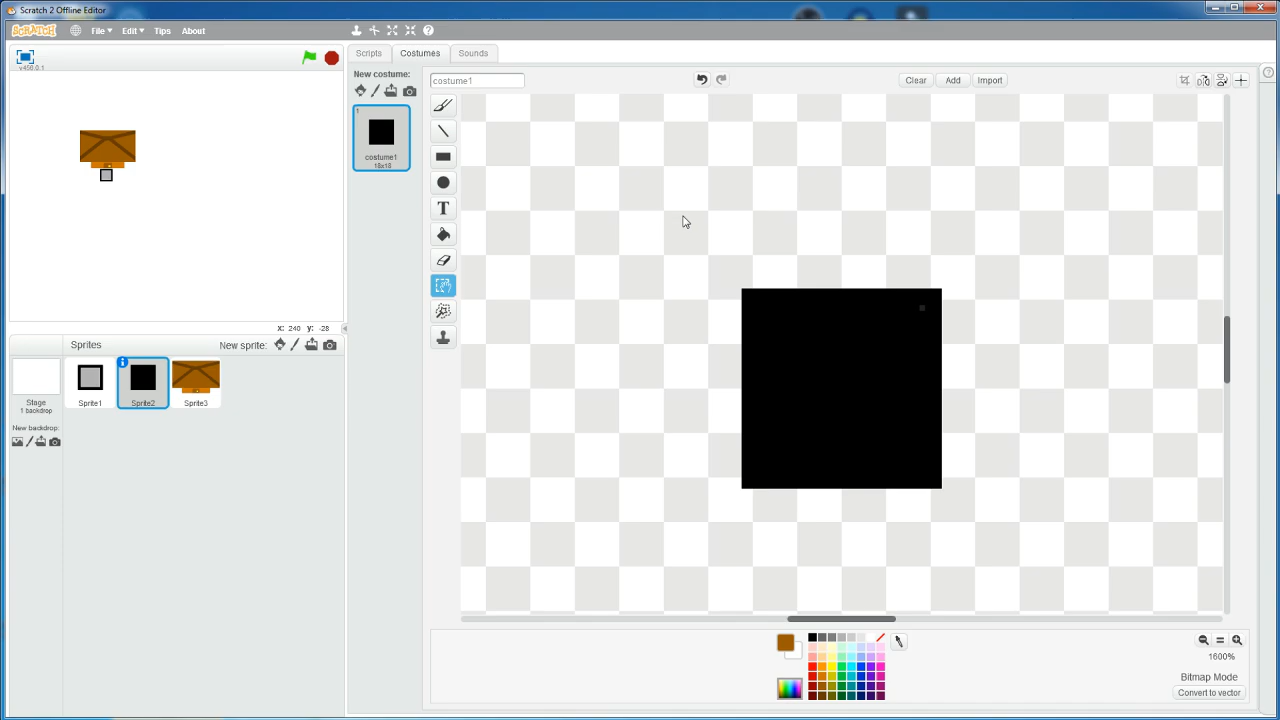 Scratch 2 Offline Editor
SCRATCH File Edit Tips About
v456.0.1
Scripts Costumes Sounds
New costume:
costume1
Clear Add Import
1
costume1
18x18
x: 240 y: -28
Sprites New sprite:
Stage
1 backdrop
New backdrop:
Sprite1
Sprite2
Sprite3
T
1600%
Bitmap Mode
Convert to vector